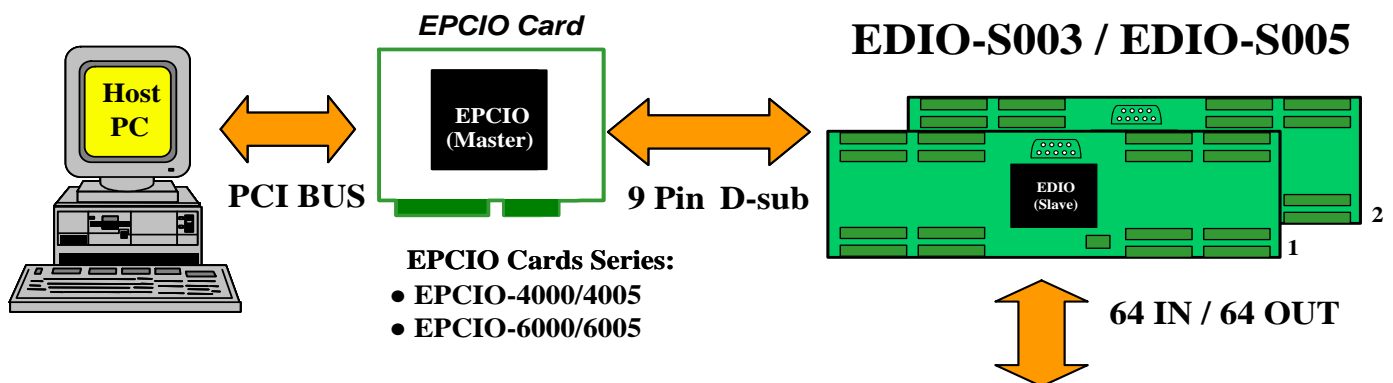 EPCIO Card
EDIO-S003 / EDIO-S005
Host
PC
EPCIO
(Master)
EDIO
(Slave)
PCI BUS
9 Pin D-sub
2
1
EPCIO Cards Series:
● EPCIO-4000/4005
● EPCIO-6000/6005
64 IN / 64 OUT